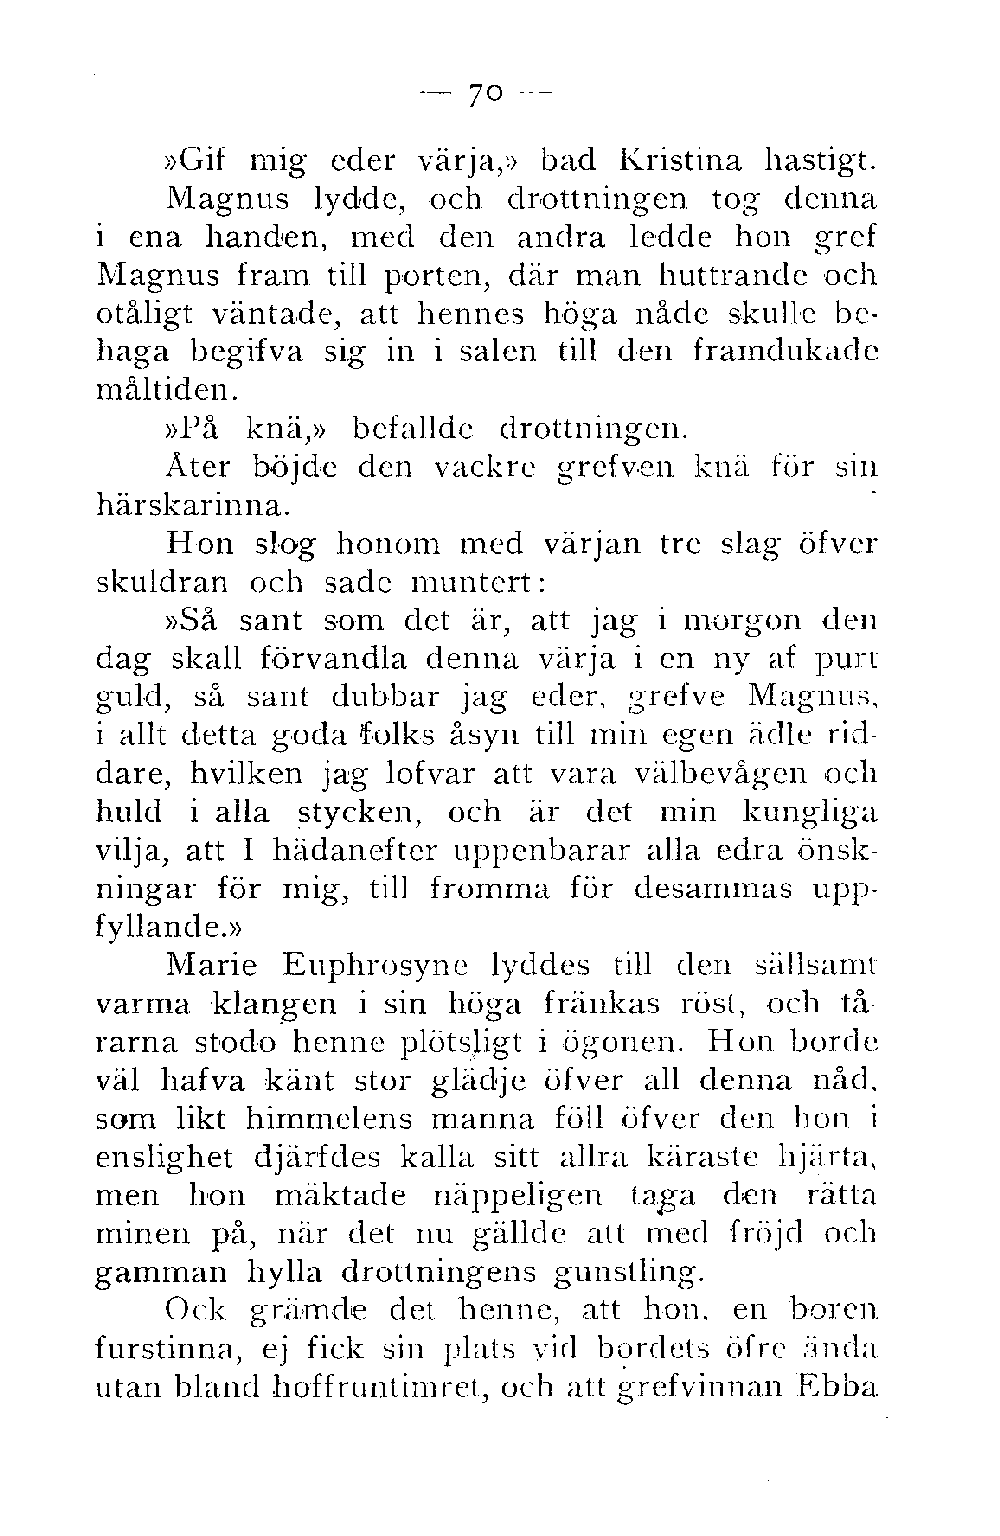 — 70 —
»Gif mig eder värja,» bad Kristina hastigt.
Magnus lydde, och drottningen tog denna
i ena handen, med den andra ledde hon gref
Magnus fram till porten, där man huttrande och
otåligt väntade, att hennes höga nåde skulle be-
haga begifva sig in i salen till den framdukade
måltiden.
»På knä,» befallde drottningen.
Åter böjde den vackre grefven knä för sin
härskarinna.
Hon slog honom med värjan tre slag öfver
skuldran och sade muntert:
»Så sant som det är, att jag i morgon den
dag skall förvandla denna värja i en ny af purt
guld, så sant dubbar jag eder, grefve Magnus,
i allt detta goda folks åsyn till min egen ädle rid-
dare, hvilken jag lofvar att vara välbevågen och
huld i alla stycken, och är det min kungliga
vilja, att I hädanefter uppenbarar alla edra önsk-
ningar för mig, till fromma för desammas upp-
fyllande.»
Marie Euphrosyne lyddes till den sällsamt
varma klangen i sin höga fränkas röst, och tå-
rarna stodo henne plötsligt i ögonen. Hon borde
väl hafva känt stor glädje öfver all denna nåd,
som likt himmelens manna föll öfver den hon i
enslighet djärfdes kalla sitt allra käraste hjärta,
men hon mäktade näppeligen taga den rätta
minen på, när det nu gällde att med fröjd och
gamman hylla drottningens gunstling.
Ock grämde det henne, att hon, en boren
furstinna, ej fick sin plats vid bordets öfre ända
utan bland hoffruntimret, och att grefvinnan Ebba